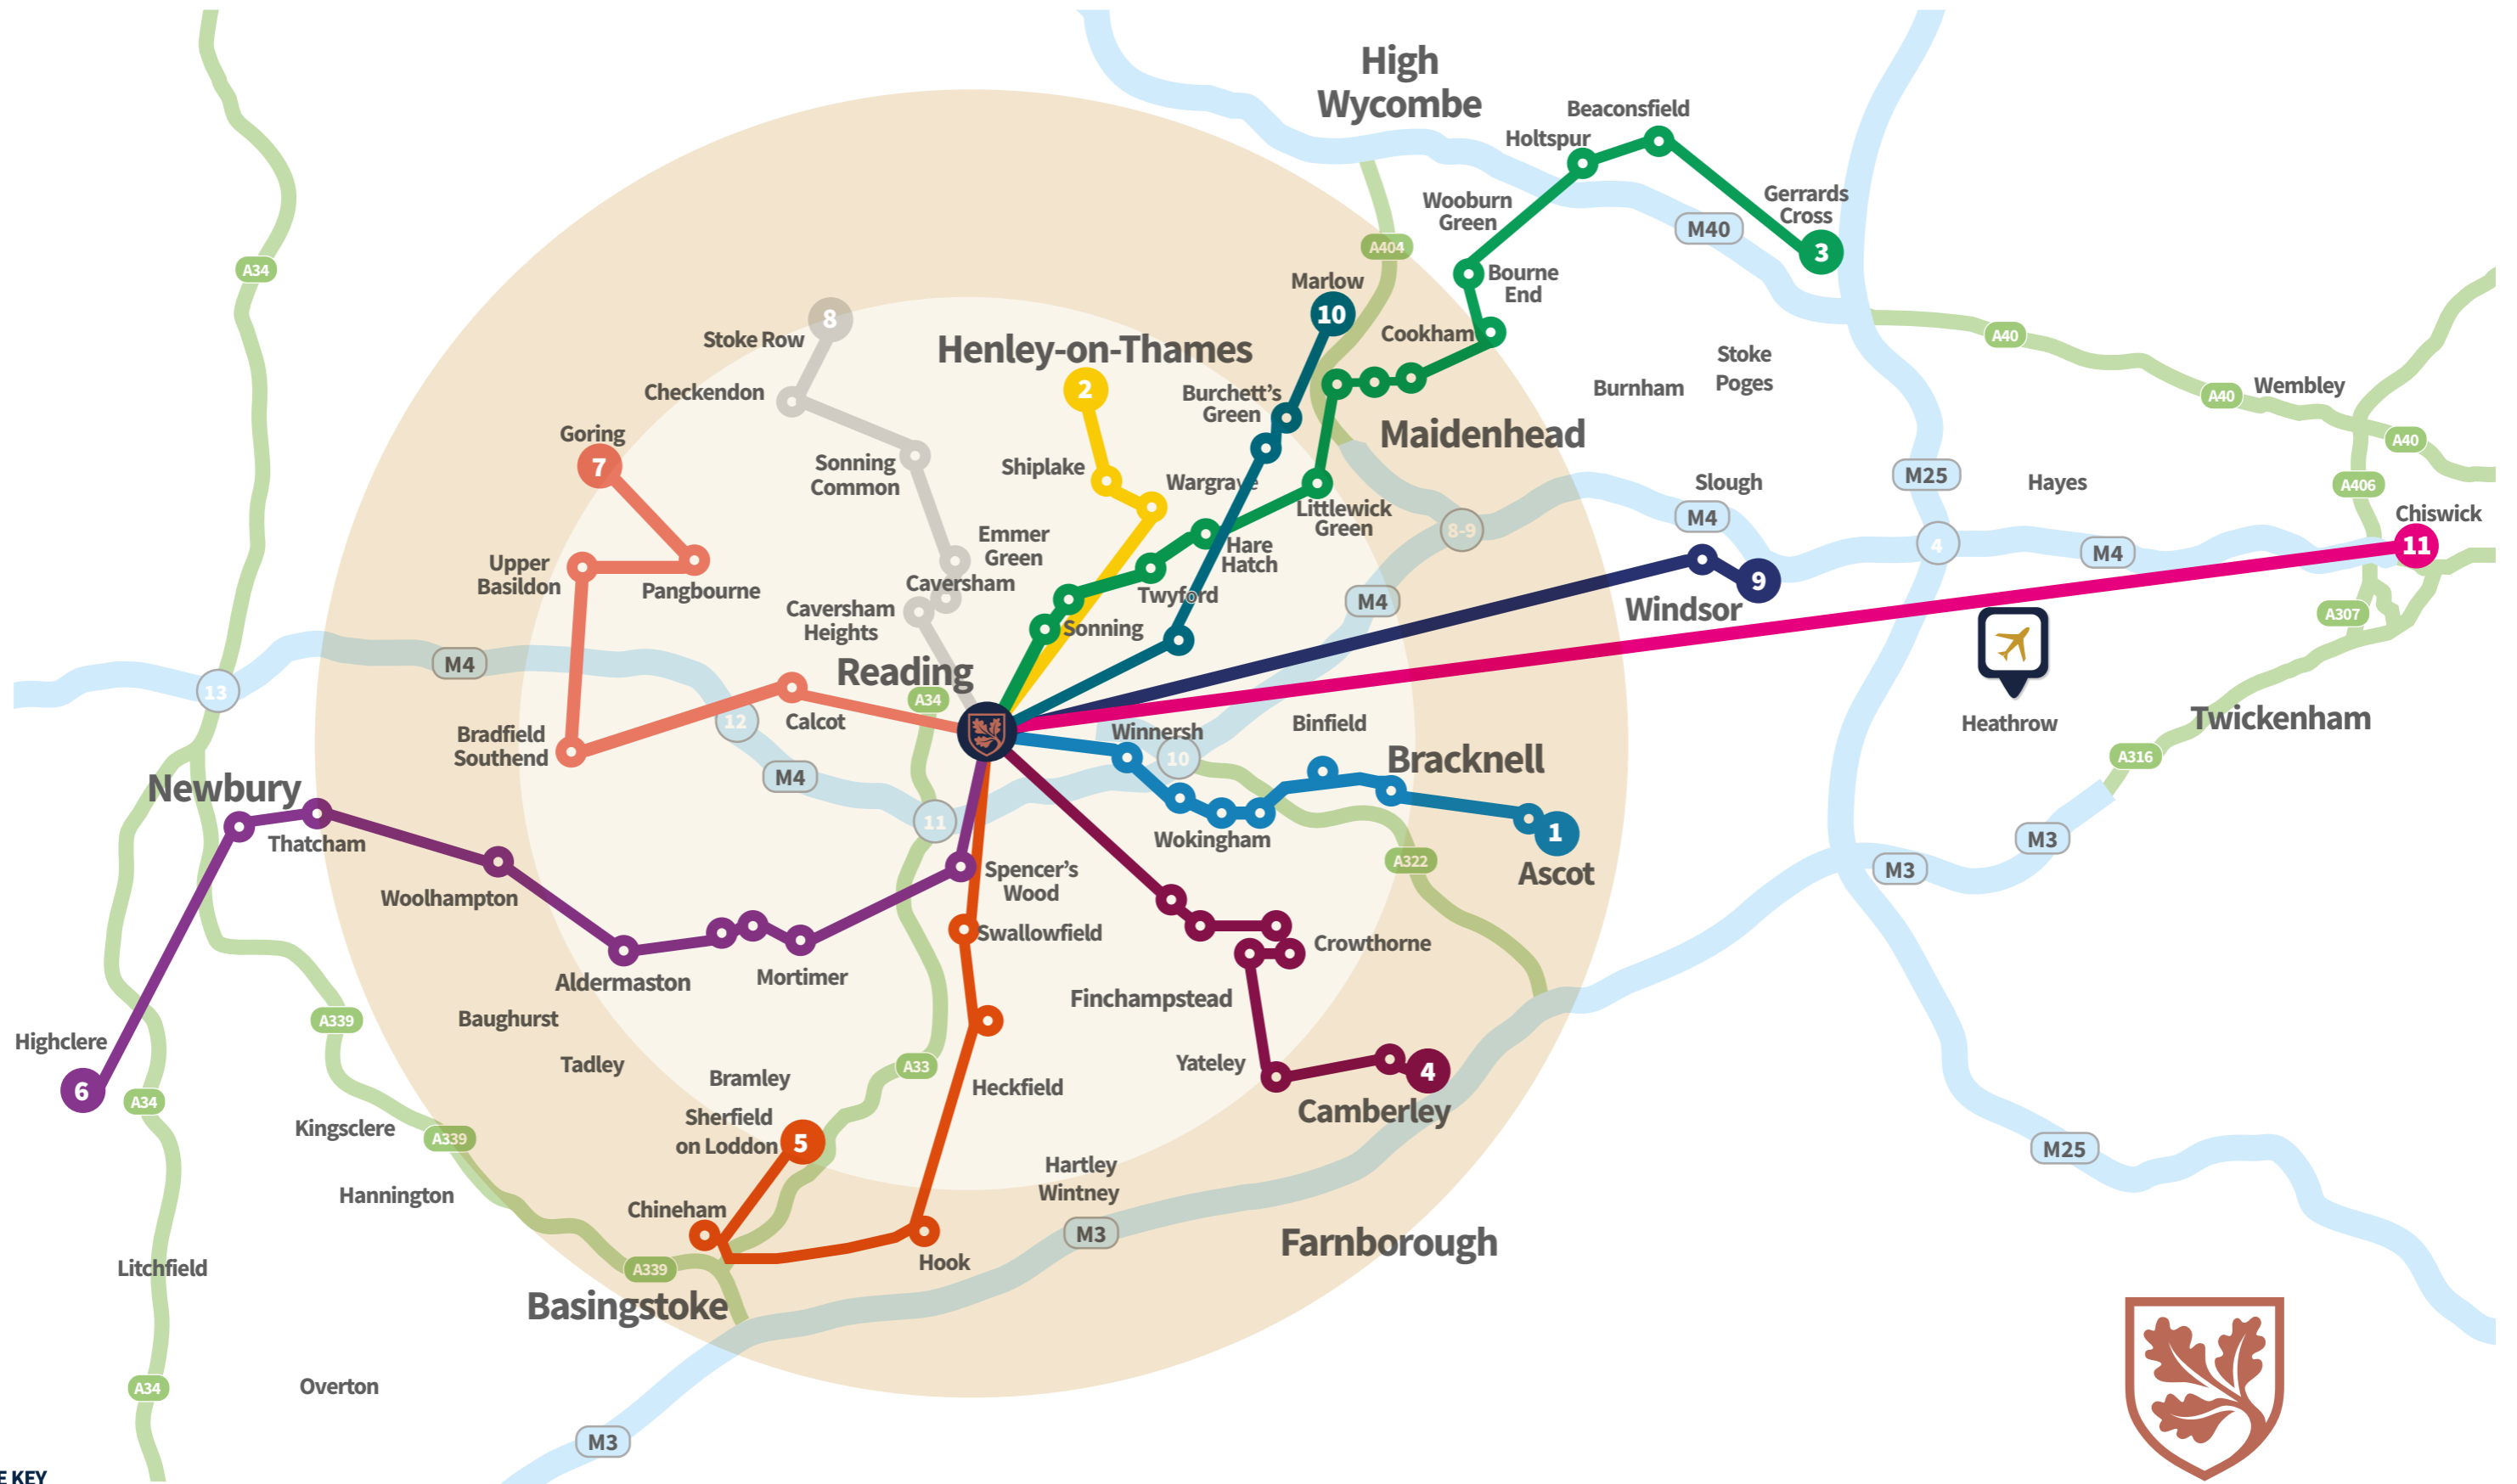 High
Wycombe
Beaconsfield
Holtspur
Gerrards
Cross
Wooburn
Green
M40
3
A404
A34
Marlow
Bourne
End
10
8
Stoke Row
Henley-on-Thames
Cookham
A40
Stoke
Poges
Checkendon
2
Burchett's
Green
Burnham
Wembley
A40
Goring
7
Maidenhead
A40
Sonning
Common
Shiplake
Wargrave
Slough
M25
Hayes
A406
Littlewick
Green
M4
Chiswick
8-9
Emmer
Green
Hare
Hatch
4
M4
11
Upper
Basildon
Pangbourne
Caversham
Twyford
9
Caversham
Heights
Sonning
M4
Windsor
A307
M4
Reading
13
A34
12
Calcot
Binfield
Heathrow
Twickenham
Bradfield
Southend
Winnersh
10
Bracknell
A316
M4
Newbury
11
Thatcham
Wokingham
1
M3
A322
Ascot
M3
Woolhampton
Spencer's
Wood
Swallowfield
Crowthorne
Aldermaston
Mortimer
Finchampstead
Baughurst
A339
Highclere
Tadley
A33
Yateley
4
6
Bramley
Heckfield
A34
Camberley
Sherfield
on Loddon
5
Kingsclere
A339
M25
Hartley
Wintney
Hannington
Chineham
M3
Farnborough
Litchfield
A339
Hook
Basingstoke
A34
Overton
M3
E KEY